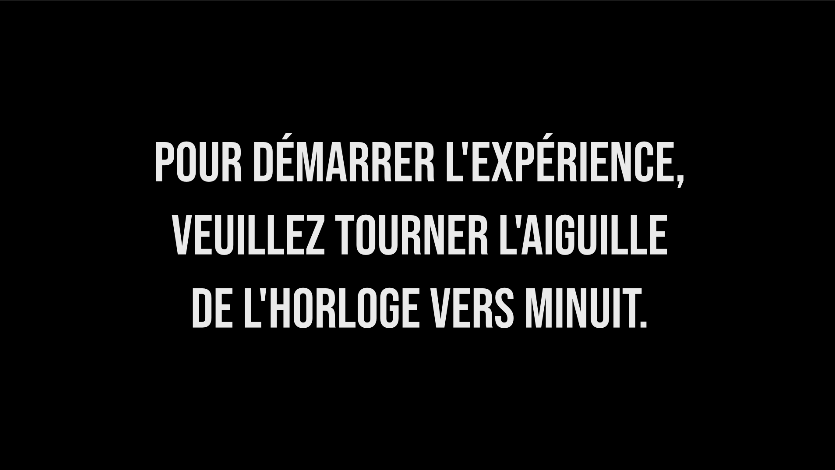 POUR DÉMARRER L'EXPÉRIENCE,
VEUILLEZ TOURNER L'AIGUILLE
DE L'HORLOGE VERS MINUIT.